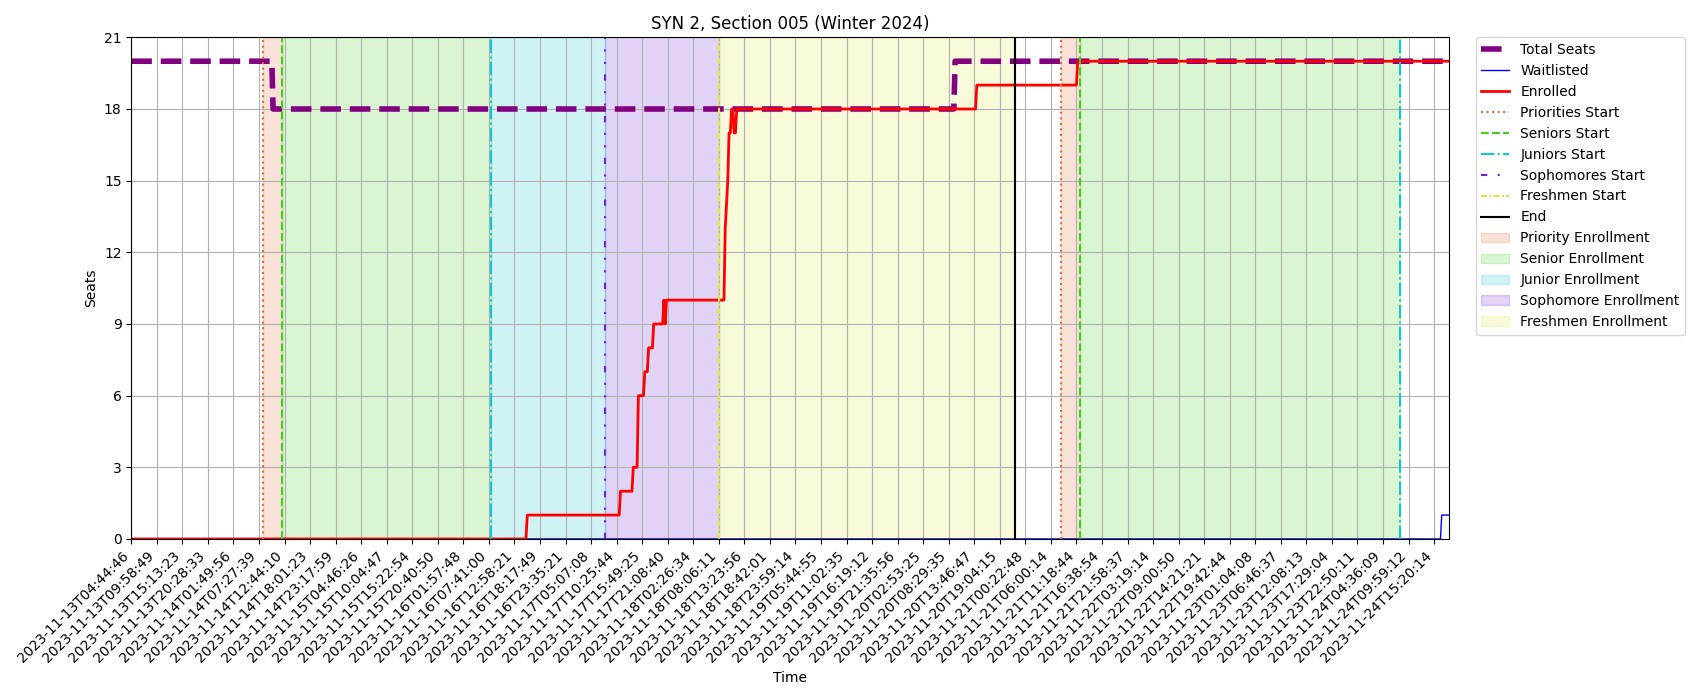 SYN 2, Section 005 (Winter 2024)
21
18
15
12
9
6
3
0
Seats
2023-11-13T04:44:46
2023-11-13T09:58:49
2023-11-13T15:13:23
2023-11-13T20:28:33
2023-11-14T01:49:56
2023-11-14T07:27:39
2023-11-14T12:44:10
2023-11-14T18:01:23
2023-11-14T23:17:59
2023-11-15T04:46:26
2023-11-15T10:04:47
2023-11-15T15:22:54
2023-11-15T20:40:50
2023-11-16T01:57:48
2023-11-16T07:41:00
2023-11-16T12:58:21
2023-11-16T18:17:49
2023-11-16T23:35:21
2023-11-17T05:07:08
2023-11-17T10:25:44
2023-11-17T15:49:25
2023-11-17T21:08:40
2023-11-18T02:26:34
2023-11-18T08:06:11
2023-11-18T13:23:56
2023-11-18T18:42:01
2023-11-18T23:59:14
2023-11-19T05:44:55
2023-11-19T11:02:35
2023-11-19T16:19:12
2023-11-19T21:35:56
2023-11-20T02:53:25
2023-11-20T08:29:35
2023-11-20T13:46:47
2023-11-20T19:04:15
2023-11-21T00:22:48
2023-11-21T06:00:14
2023-11-21T11:18:44
2023-11-21T16:38:54
2023-11-21T21:58:37
2023-11-22T03:19:14
2023-11-22T09:00:50
2023-11-22T14:21:21
2023-11-22T19:42:44
2023-11-23T01:04:08
2023-11-23T06:46:37
2023-11-23T12:08:13
2023-11-23T17:29:04
2023-11-23T22:50:11
2023-11-24T04:36:09
2023-11-24T09:59:12
2023-11-24T15:20:14
Time
Total Seats
Waitlisted
Enrolled
Priorities Start
Seniors Start
Juniors Start
Sophomores Start
Freshmen Start
End
Priority Enrollment
Senior Enrollment
Junior Enrollment
Sophomore Enrollment
Freshmen Enrollment